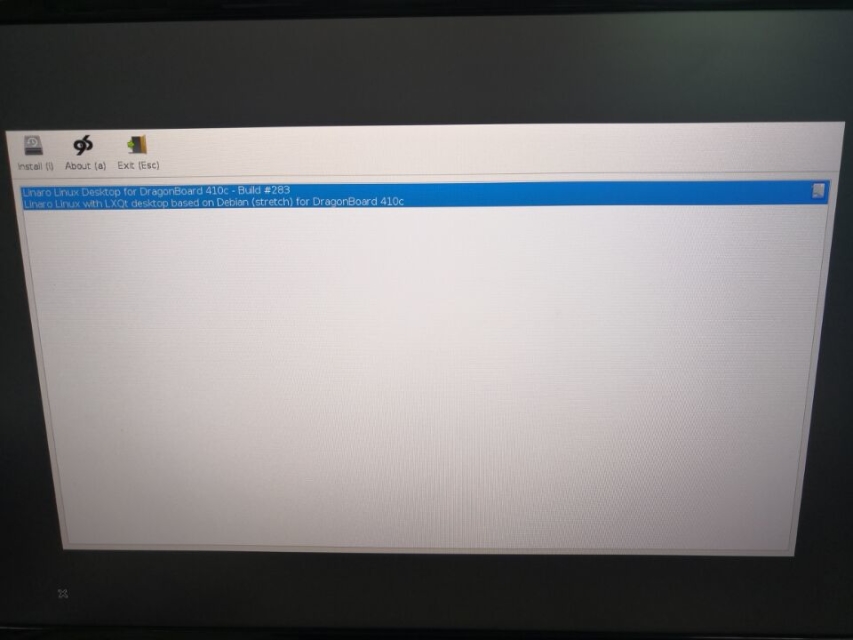 Install (i) About (a) Exit (Esc)
Linaro Linux Desktop for DragonBoard 410c - Build #283
Linaro Linux with LXQt desktop based on Debian (stretch) for DragonBoard 410c